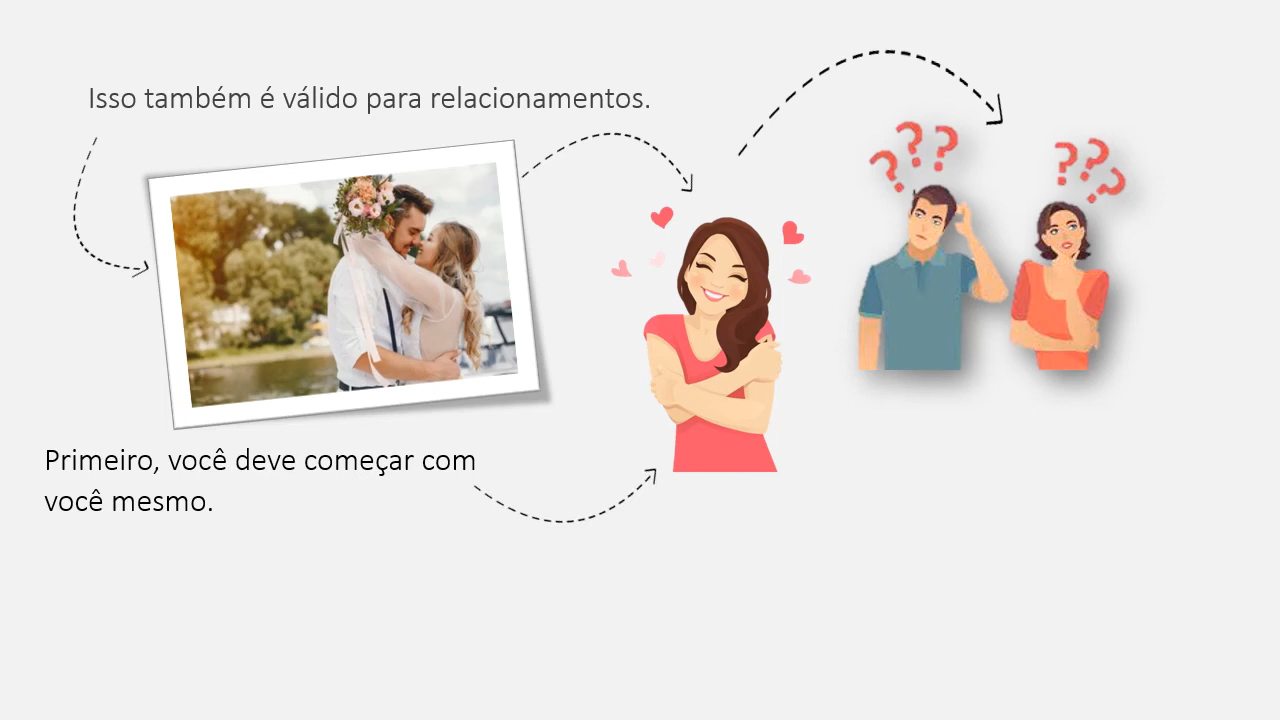 Isso também é válido para relacionamentos.
???
???
Primeiro, você deve começar com
você mesmo.